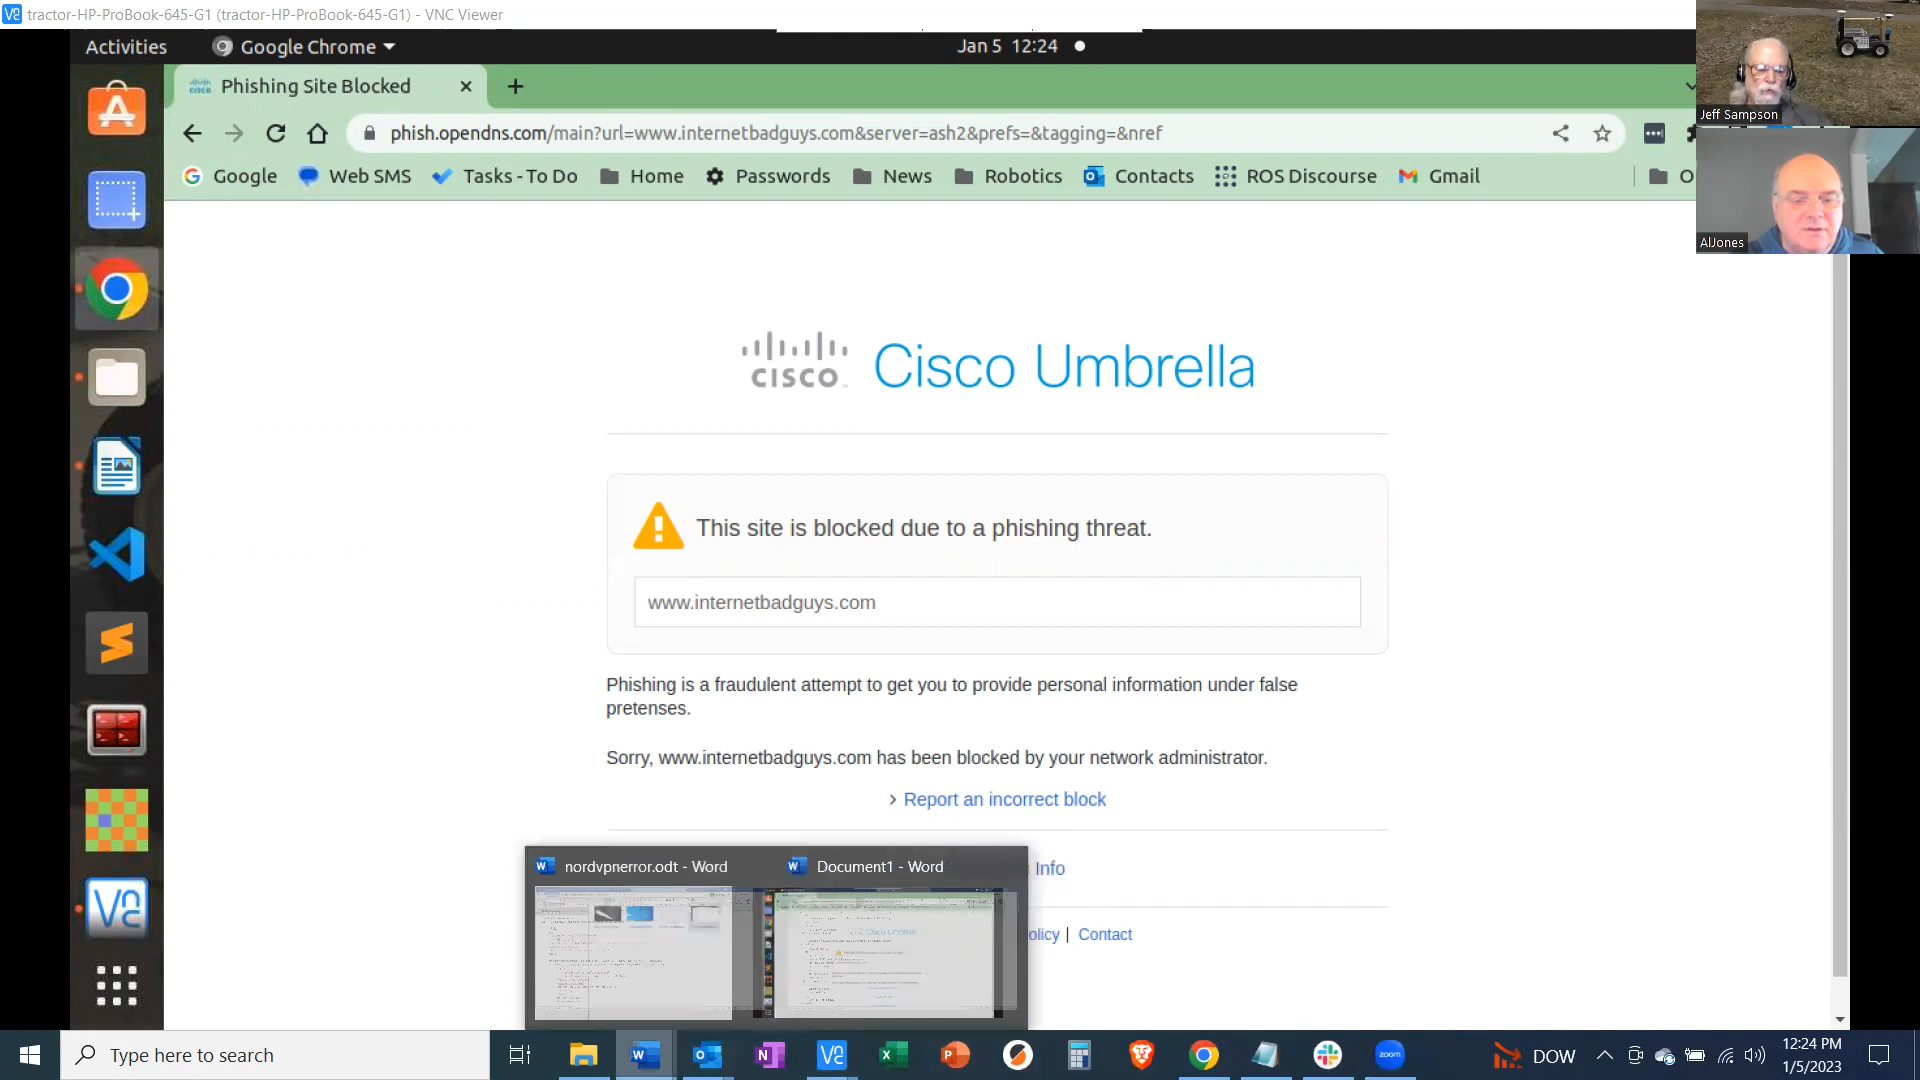 tractor-HP-ProBook-645-G1 (tractor-HP-ProBook-645-G1) - VNC Viewer
Activities
Google Chrome
Jan 5 12:24
Jeff Sampson
Phishing Site Blocked
phish.opendns.com/main?url=www.internetbadguys.com&server=ash2&prefs=&tagging=&nref
Google
Web SMS
Tasks - To Do
Home
Passwords
News
Robotics
Contacts
ROS Discourse
Gmail
O
AlJones
cisco
Cisco Umbrella
This site is blocked due to a phishing threat.
www.internetbadguys.com
Phishing is a fraudulent attempt to get you to provide personal information under false
pretenses.
Sorry, www.internetbadguys.com has been blocked by your network administrator.
> Report an incorrect block
nordvpnerror.odt - Word
Document1 - Word
Info
olicy | Contact
Type here to search
zoom
DOW
12:24 PM
1/5/2023